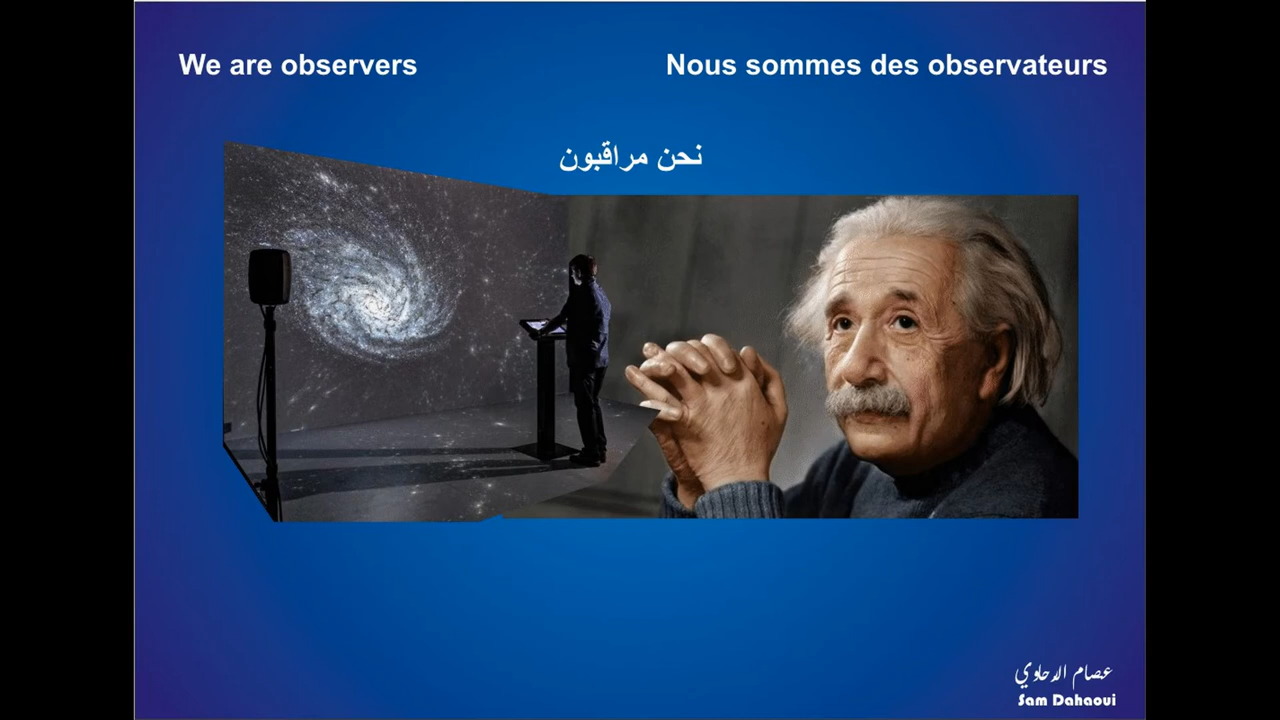 We are observers
Nous sommes des observateurs
نحن مراقبون
عصام الدحاوي
Sam Dahaoui